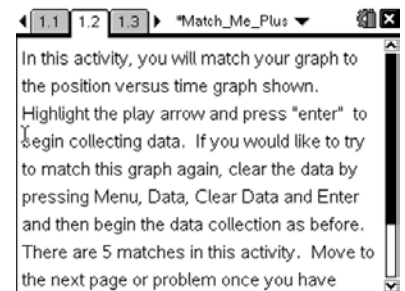 1.1 1.2 1.3 *Match_Me_Plus
In this activity, you will match your graph to
the position versus time graph shown.
Highlight the play arrow and press "enter" to
begin collecting data. If you would like to try
to match this graph again, clear the data by
pressing Menu, Data, Clear Data and Enter
and then begin the data collection as before.
There are 5 matches in this activity. Move to
the next page or problem once you have